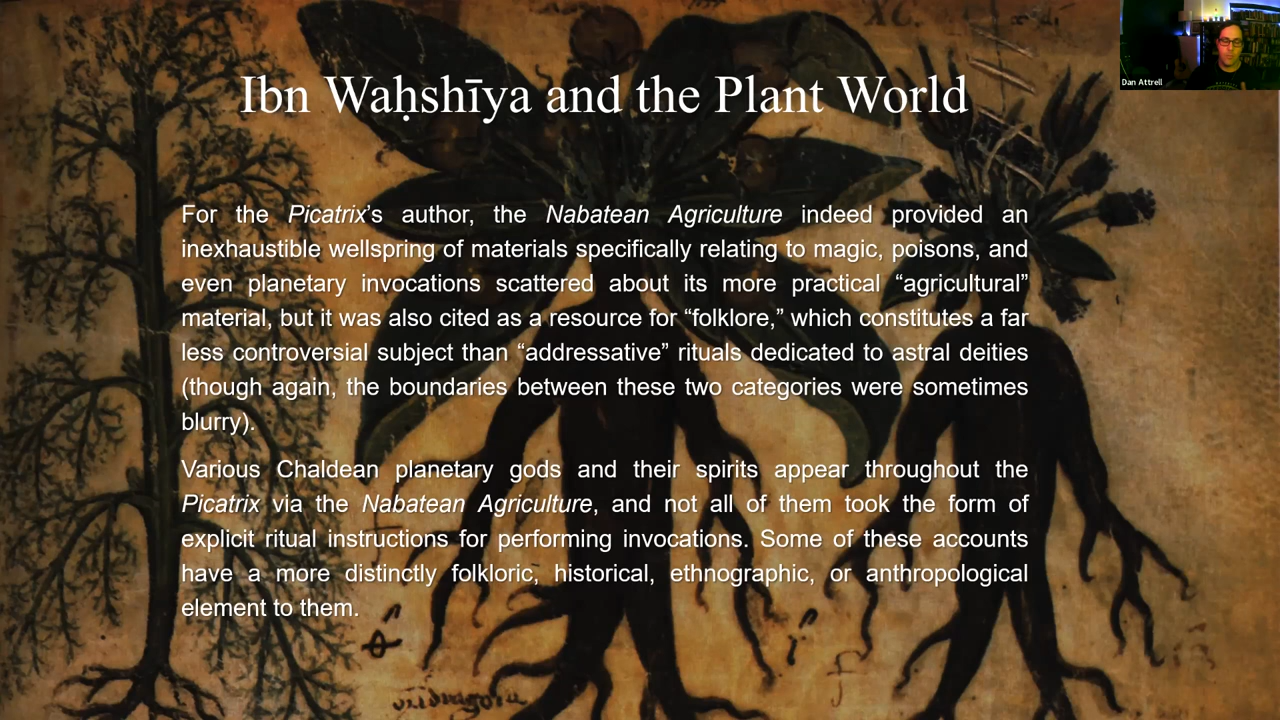 Ibn Waḥshīya and the Plant World
Dan Attrell
For the Picatrix’s author, the Nabatean Agriculture indeed provided an
inexhaustible wellspring of materials specifically relating to magic, poisons, and
even planetary invocations scattered about its more practical “agricultural”
material, but it was also cited as a resource for “folklore,” which constitutes a far
less controversial subject than “addressative” rituals dedicated to astral deities
(though again, the boundaries between these two categories were sometimes
blurry).
Various Chaldean planetary gods and their spirits appear throughout the
Picatrix via the Nabatean Agriculture, and not all of them took the form of
explicit ritual instructions for performing invocations. Some of these accounts
have a more distinctly folkloric, historical, ethnographic, or anthropological
element to them.